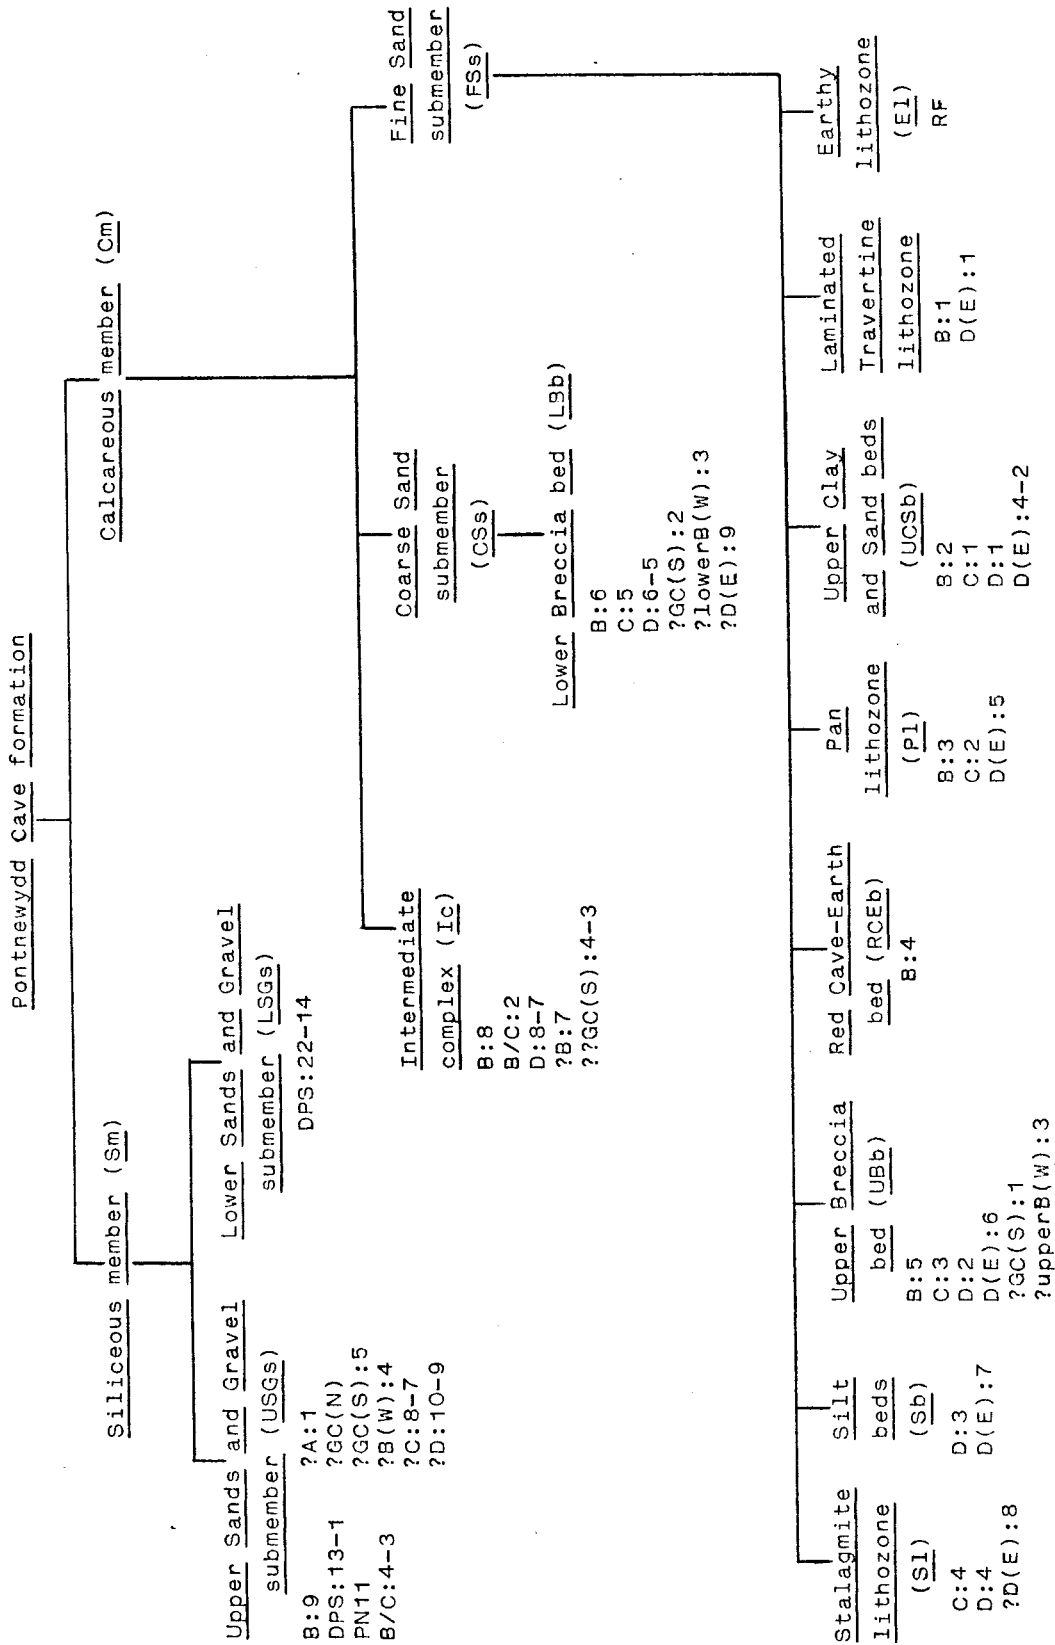 Pontnewydd Cave formation
Siliceous member (Sm)
Calcareous member (Cm)
Upper Sands and Gravel
submember (USGs)
B:9
DPS:13-1
PN11
B/C:4-3
?A:1
?GC(N)
?GC(S):5
?B(W):4
?C:8-7
?D:10-9
Lower Sands and Gravel
submember (LSGs)
DPS:22-14
Intermediate
complex (Ic)
B:8
B/C:2
D:8-7
?B:7
??GC(S):4-3
Coarse Sand
submember
(CSs)
Lower Breccia bed (LBb)
B:6
C:5
D:6-5
?GC(S):2
?lowerB(W):3
?D(E):9
Fine Sand
submember
(FSs)
Stalagmite
lithozone
(Sl)
C:4
D:4
?D(E):8
Silt
beds
(Sb)
D:3
D(E):7
Upper Breccia
bed (UBb)
B:5
C:3
D:2
D(E):6
?GC(S):1
?upperB(W):3
Red Cave-Earth
bed (RCEb)
B:4
Pan
lithozone
(Pl)
B:3
C:2
D(E):5
Upper Clay
and Sand beds
(UCSb)
B:2
C:1
D:1
D(E):4-2
Laminated
Travertine
lithozone
B:1
D(E):1
Earthy
lithozone
(El)
RF